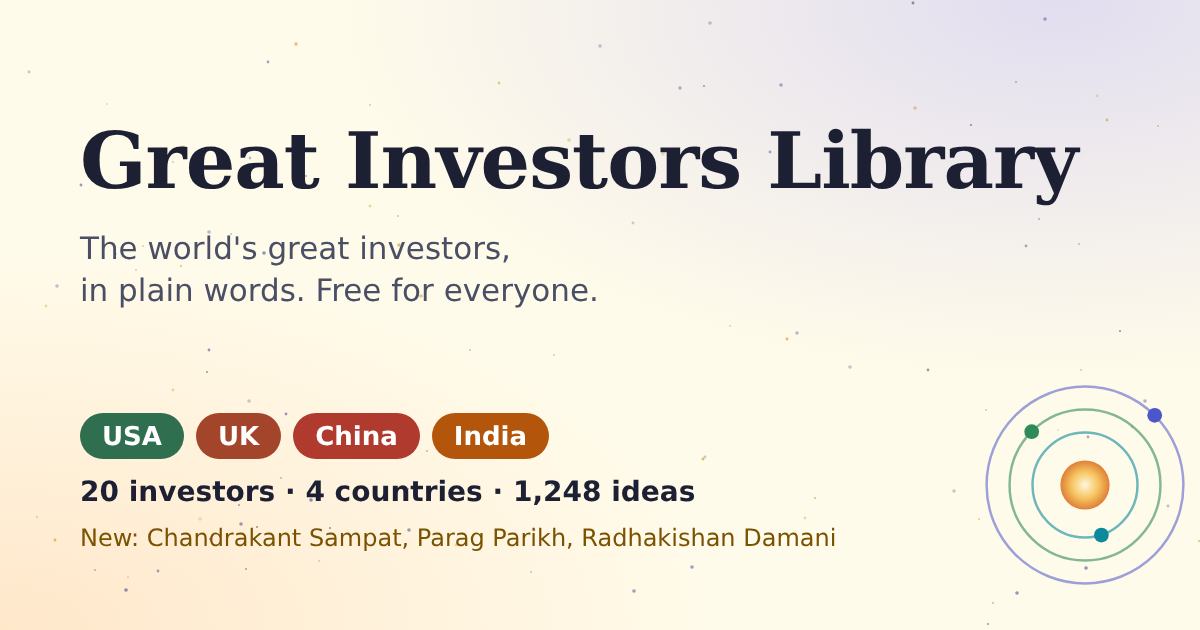 Great Investors Library
The world's great investors,
in plain words. Free for everyone.
USA UK China India
20 investors · 4 countries · 1,248 ideas
New: Chandrakant Sampat, Parag Parikh, Radhakishan Damani